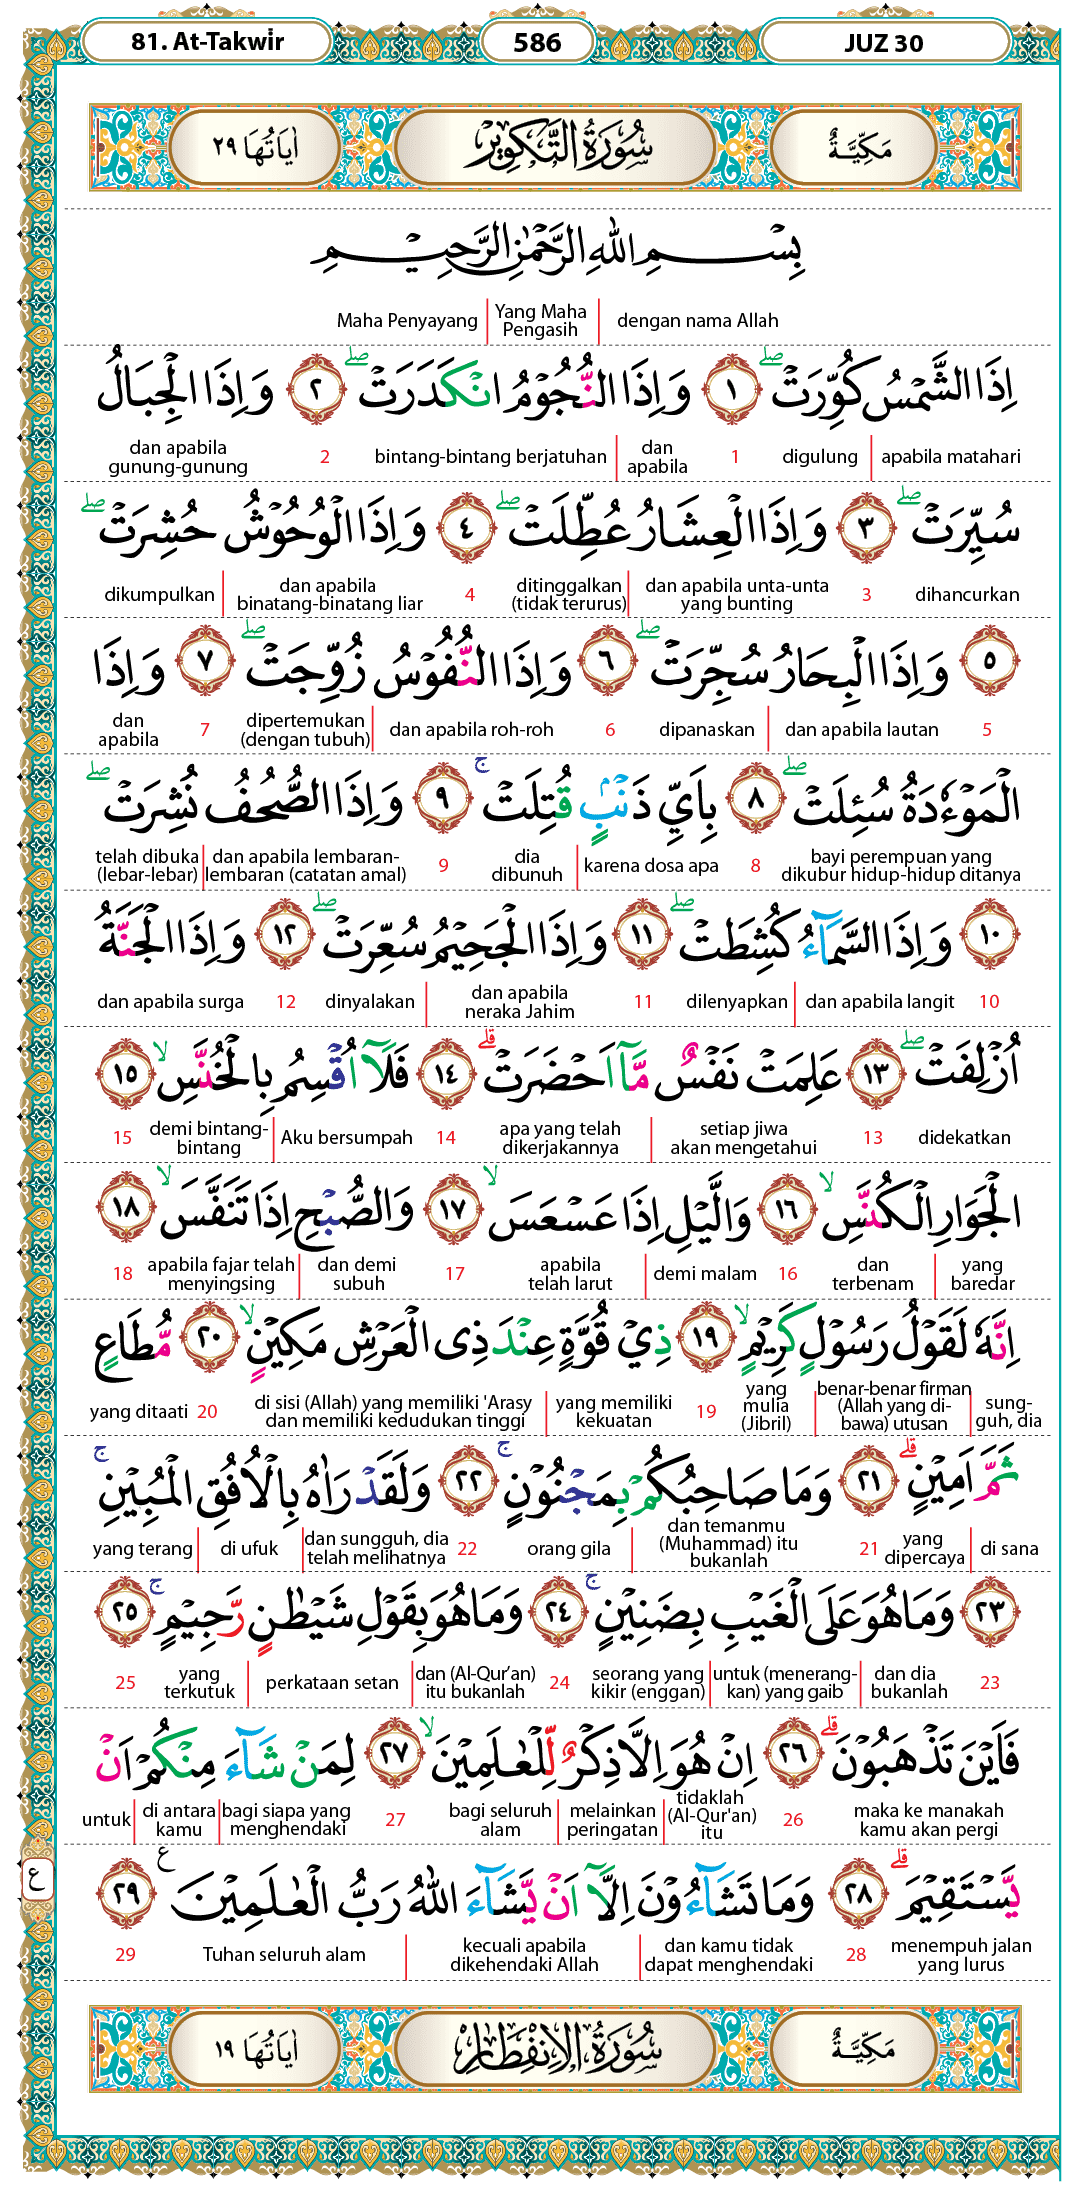 81. At-Takwir 586 JUZ 30
مَكِّيَّةٌ سُورَةُ التَّكْوِيرِ اٰيَاتُهَا ٢٩
بِسْمِ اللّٰهِ الرَّحْمٰنِ الرَّحِيْمِ
dengan nama Allah | Yang Maha Pengasih | Maha Penyayang
اِذَا الشَّمْسُ كُوِّرَتْۖ ١ وَاِذَا النُّجُوْمُ انْكَدَرَتْۖ ٢ وَاِذَا الْجِبَالُ
apabila matahari | digulung 1 dan apabila | bintang-bintang berjatuhan 2 dan apabila gunung-gunung
سُيِّرَتْۖ ٣ وَاِذَا الْعِشَارُ عُطِّلَتْۖ ٤ وَاِذَا الْوُحُوْشُ حُشِرَتْۖ
dihancurkan 3 dan apabila unta-unta yang bunting | ditinggalkan (tidak terurus) 4 dan apabila binatang-binatang liar | dikumpulkan
٥ وَاِذَا الْبِحَارُ سُجِّرَتْۖ ٦ وَاِذَا النُّفُوْسُ زُوِّجَتْۖ ٧ وَاِذَا
5 dan apabila lautan | dipanaskan 6 dan apabila roh-roh | dipertemukan (dengan tubuh) 7 dan apabila
الْمَوْءٗدَةُ سُئِلَتْۖ ٨ بِاَيِّ ذَنْۢبٍ قُتِلَتْۚ ٩ وَاِذَا الصُّحُفُ نُشِرَتْۖ
bayi perempuan yang dikubur hidup-hidup ditanya 8 karena dosa apa | dia dibunuh 9 dan apabila lembaran-lembaran (catatan amal) | telah dibuka (lebar-lebar)
١٠ وَاِذَا السَّمَاۤءُ كُشِطَتْۖ ١١ وَاِذَا الْجَحِيْمُ سُعِّرَتْۖ ١٢ وَاِذَا الْجَنَّةُ
10 dan apabila langit | dilenyapkan 11 dan apabila neraka Jahim | dinyalakan 12 dan apabila surga
اُزْلِفَتْۖ ١٣ عَلِمَتْ نَفْسٌ مَّآ اَحْضَرَتْۗ ١٤ فَلَآ اُقْسِمُ بِالْخُنَّسِۙ ١٥
didekatkan 13 setiap jiwa akan mengetahui | apa yang telah dikerjakannya 14 Aku bersumpah | demi bintang-bintang 15
الْجَوَارِ الْكُنَّسِۙ ١٦ وَالَّيْلِ اِذَا عَسْعَسَۙ ١٧ وَالصُّبْحِ اِذَا تَنَفَّسَۙ ١٨
yang baredar | dan terbenam 16 demi malam | apabila telah larut 17 dan demi subuh | apabila fajar telah menyingsing 18
اِنَّهٗ لَقَوْلُ رَسُوْلٍ كَرِيْمٍۙ ١٩ ذِيْ قُوَّةٍ عِنْدَ ذِى الْعَرْشِ مَكِيْنٍۙ ٢٠ مُّطَاعٍ
sungguh, dia | benar-benar firman (Allah yang dibawa) utusan | yang mulia (Jibril) 19 yang memiliki kekuatan | di sisi (Allah) yang memiliki 'Arasy dan memiliki kedudukan tinggi 20 yang ditaati
ثَمَّ اَمِيْنٍۗ ٢١ وَمَا صَاحِبُكُمْ بِمَجْنُوْنٍۚ ٢٢ وَلَقَدْ رَاٰهُ بِالْاُفُقِ الْمُبِيْنِۚ
di sana | yang dipercaya 21 dan temanmu (Muhammad) itu bukanlah | orang gila 22 dan sungguh, dia telah melihatnya | di ufuk | yang terang
٢٣ وَمَا هُوَ عَلَى الْغَيْبِ بِضَنِيْنٍۚ ٢٤ وَمَا هُوَ بِقَوْلِ شَيْطٰنٍ رَّجِيْمٍۚ ٢٥
23 dan dia bukanlah | untuk (menerangkan) yang gaib | seorang yang kikir (enggan) 24 dan (Al-Qur'an) itu bukanlah | perkataan setan | yang terkutuk 25
فَاَيْنَ تَذْهَبُوْنَۗ ٢٦ اِنْ هُوَ اِلَّا ذِكْرٌ لِّلْعٰلَمِيْنَۙ ٢٧ لِمَنْ شَاۤءَ مِنْكُمْ اَنْ
maka ke manakah kamu akan pergi 26 tidaklah (Al-Qur'an) itu | melainkan peringatan | bagi seluruh alam 27 bagi siapa yang menghendaki | di antara kamu | untuk
يَّسْتَقِيْمَۗ ٢٨ وَمَا تَشَاۤءُوْنَ اِلَّآ اَنْ يَّشَاۤءَ اللّٰهُ رَبُّ الْعٰلَمِيْنَ ࣖ ٢٩
ع
menempuh jalan yang lurus 28 dan kamu tidak dapat menghendaki | kecuali apabila dikehendaki Allah | Tuhan seluruh alam 29
مَكِّيَّةٌ سُورَةُ الْاِنْفِطَارِ اٰيَاتُهَا ١٩